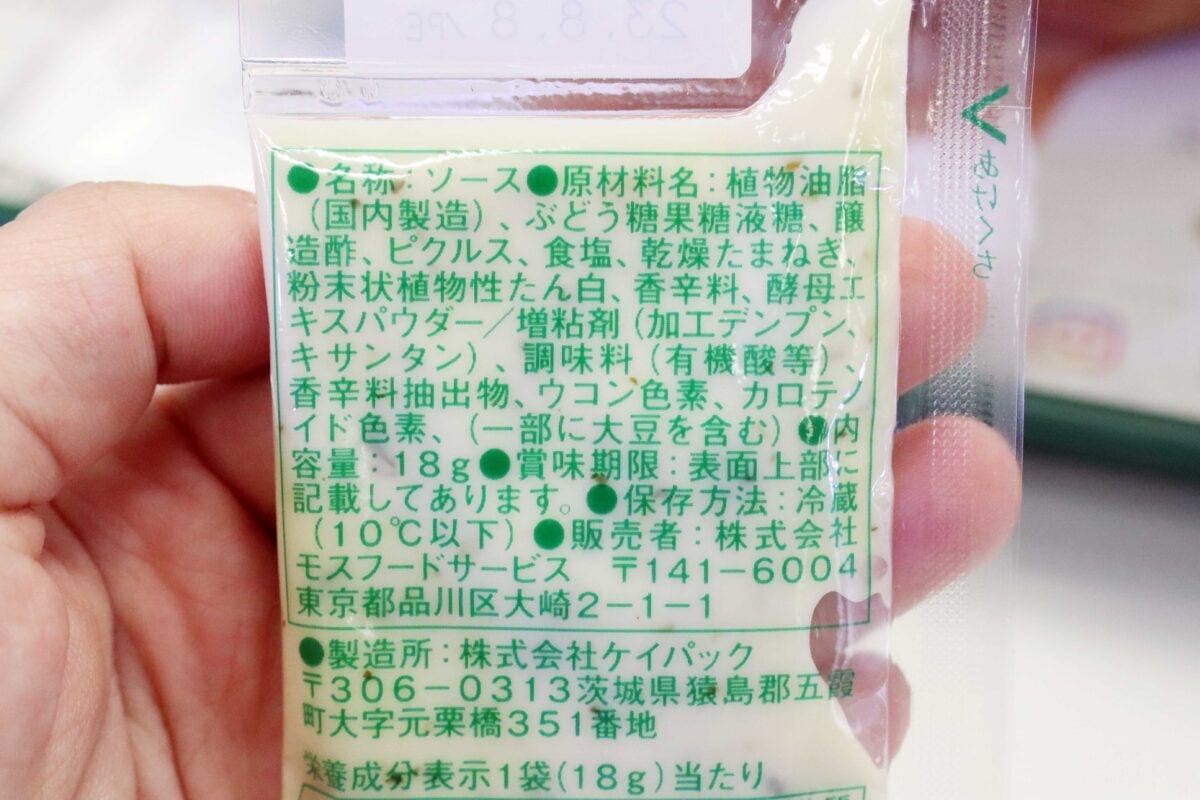 23.8.8/PE
●名称：ソース●原材料名：植物油脂
（国内製造）、ぶどう糖果糖液糖、醸
造酢、ピクルス、食塩、乾燥たまねぎ、
粉末状植物性たん白、香辛料、酵母エ
キスパウダー／増粘剤（加工デンプン、
キサンタン）、調味料（有機酸等）、
香辛料抽出物、ウコン色素、カロテノ
イド色素、（一部に大豆を含む）●内
容量：18g●賞味期限：表面上部に
記載してあります。●保存方法：冷蔵
（10℃以下）●販売者：株式会社
モスフードサービス　〒141－6004
東京都品川区大崎2－1－1
●製造所：株式会社ケイパック
〒306－0313茨城県猿島郡五霞
町大字元栗橋351番地
栄養成分表示1袋(18g)当たり
あけくち